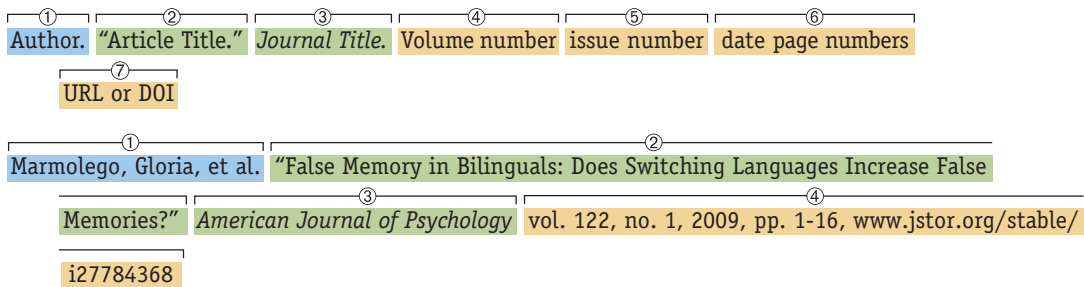 ① ② ③ ④ ⑤ ⑥
Author. “Article Title.” Journal Title. Volume number issue number date page numbers
⑦
URL or DOI
① ②
Marmolego, Gloria, et al. “False Memory in Bilinguals: Does Switching Languages Increase False
③ ④
Memories?” American Journal of Psychology vol. 122, no. 1, 2009, pp. 1-16, www.jstor.org/stable/
i27784368